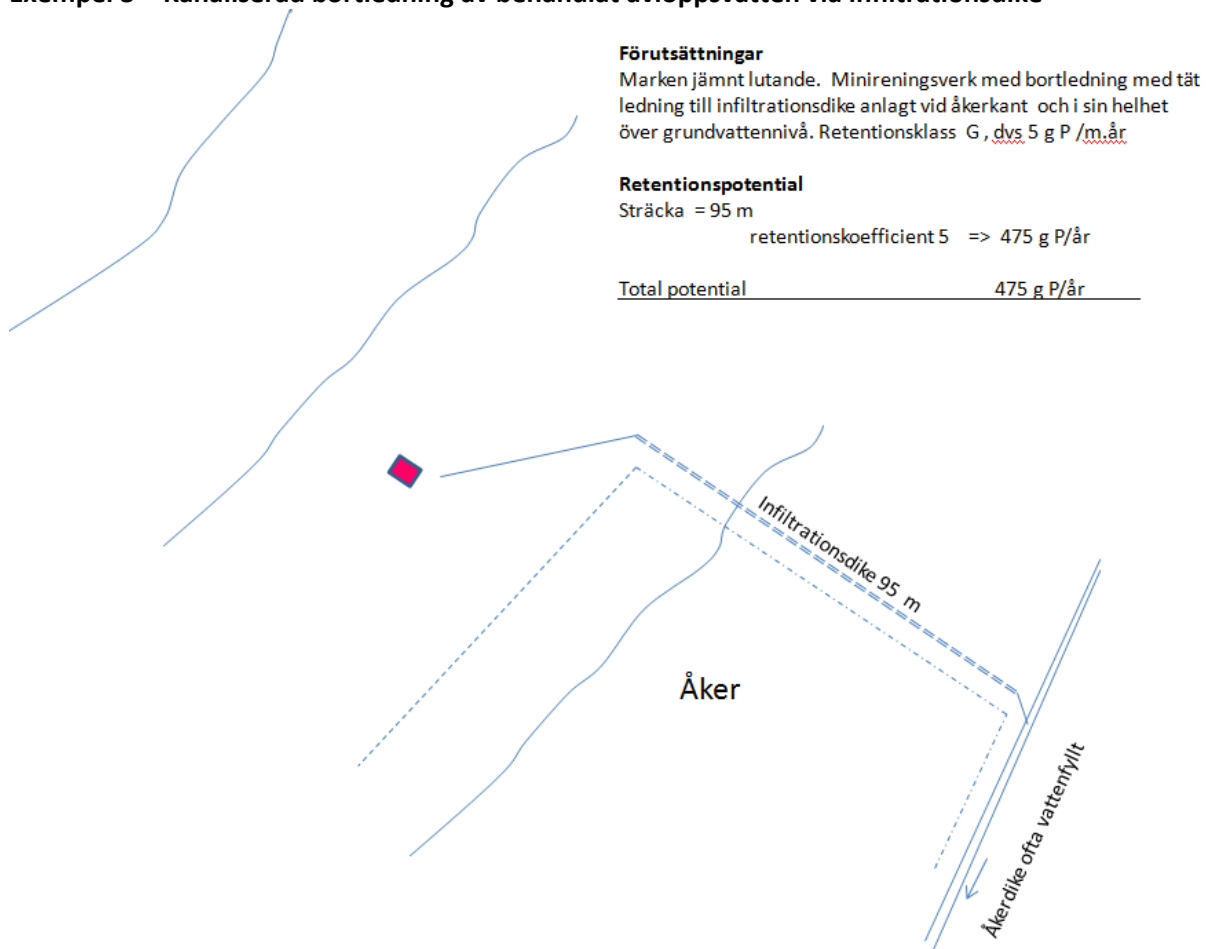 Förutsättningar
Marken jämnt lutande. Minireningsverk med bortledning med tät
ledning till infiltrationsdike anlagt vid åkerkant och i sin helhet
över grundvattennivå. Retentionsklass G , dvs 5 g P /m.år
Retentionspotential
Sträcka = 95 m
retentionskoefficient 5 => 475 g P/år
Total potential 475 g P/år
Infiltrationsdike 95 m
Åker
Åkerdike ofta vattenfyllt